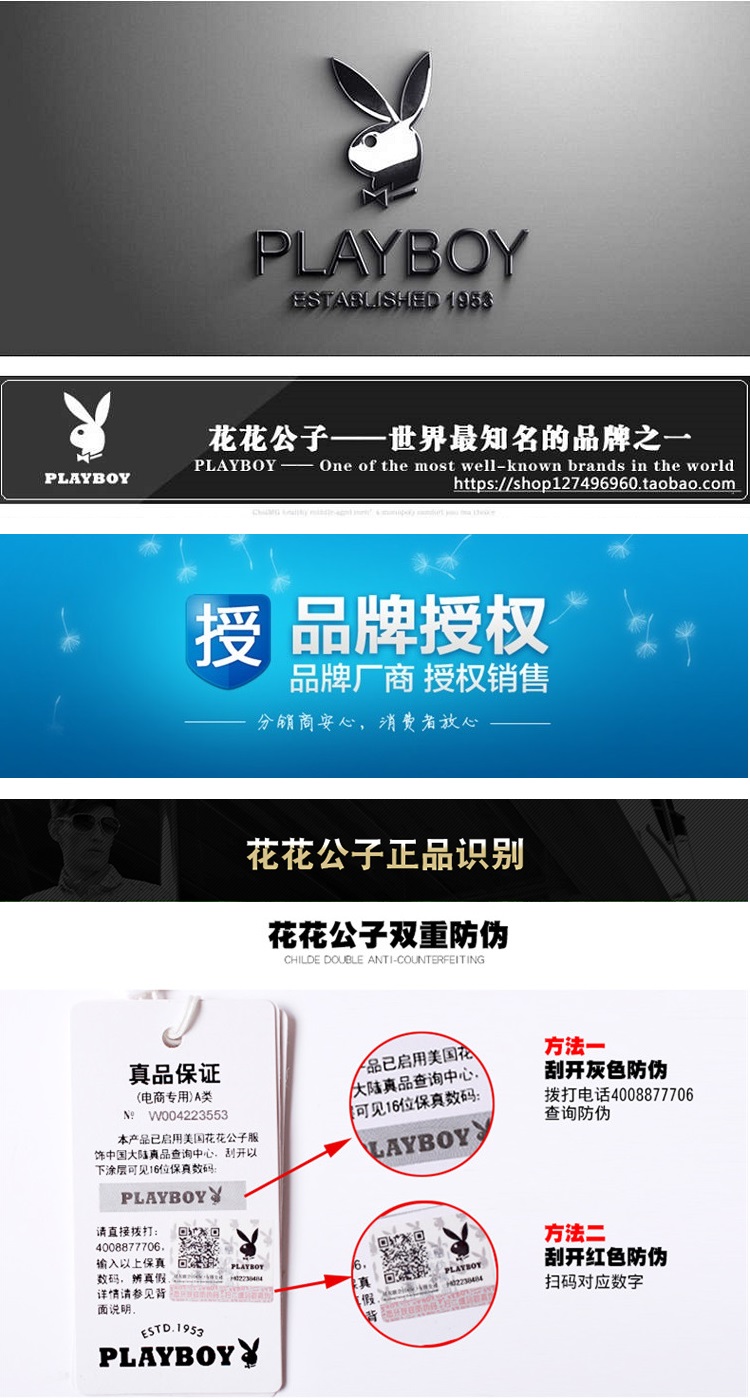 PLAYBOY
ESTABLISHED 1953
花花公子——世界最知名的品牌之一
PLAYBOY —— One of the most well-known brands in the world
PLAYBOY
https://shop127496960.taobao.com
授
品牌授权
品牌厂商 授权销售
分销商安心，消费者放心
花花公子正品识别
花花公子双重防伪
CHILDE DOUBLE ANTI-COUNTERFEITING
真品保证
(电商专用)A类
№ W004223553
本产品已启用美国花花公子服
饰中国大陆真品查询中心，刮开以
下涂层可见16位保真数码:
PLAYBOY
请直接拨打:
4008877706,
输入以上保真
数码，辨真假.
详情请参见背
面说明.
PLAYBOY
H02230404
ESTD.1953
PLAYBOY
品已启用美国花
大陆真品查询中心,
可见16位保真数码:
LAYBOY
6,
真
假
背
PLAYBOY
H02230404
方法一
刮开灰色防伪
拨打电话4008877706
查询防伪
方法二
刮开红色防伪
扫码对应数字